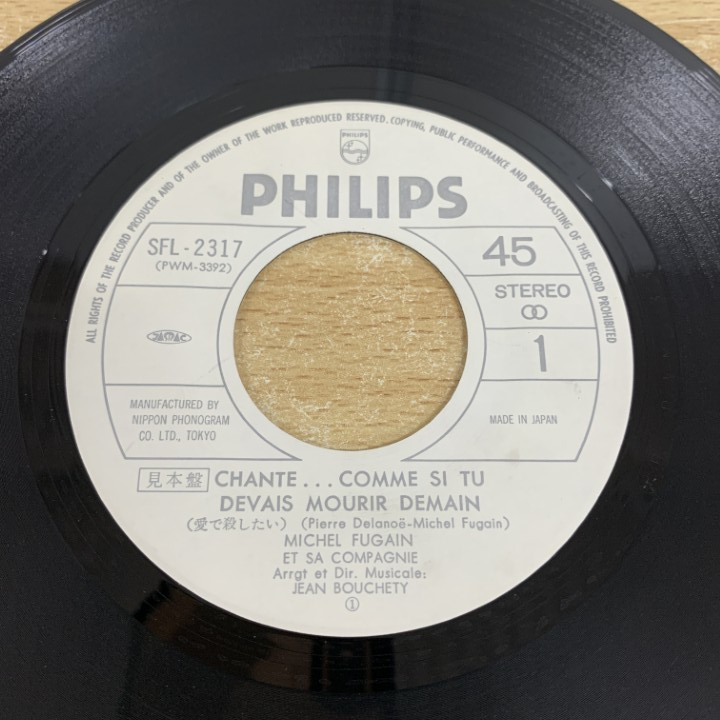 ALL RIGHTS OF THE RECORD PRODUCER AND OF THE OWNER OF THE WORK REPRODUCED RESERVED. COPYING, PUBLIC PERFORMANCE AND BROADCASTING OF THIS RECORD PROHIBITED
PHILIPS
PHILIPS
SFL-2317
(PWM-3392)
45
STEREO
1
MANUFACTURED BY
NIPPON PHONOGRAM
CO. LTD., TOKYO
MADE IN JAPAN
見本盤 CHANTE... COMME SI TU
DEVAIS MOURIR DEMAIN
(愛で殺したい) (Pierre Delanoë-Michel Fugain)
MICHEL FUGAIN
ET SA COMPAGNIE
Arrgt et Dir. Musicale:
JEAN BOUCHETY
①